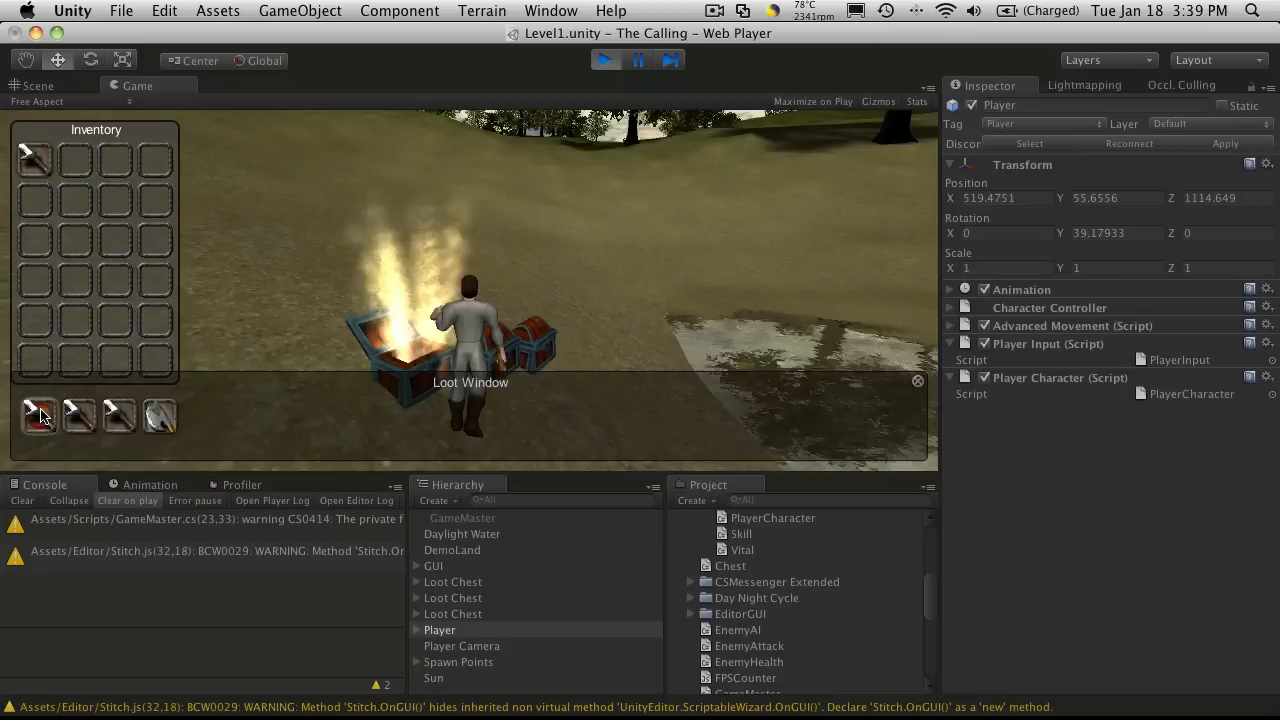 Unity File Edit Assets GameObject Component Terrain Window Help 78°C 2341rpm (Charged) Tue Jan 18 3:39 PM
Level1.unity – The Calling – Web Player
Center Global Layers Layout
Scene Game Inspector Lightmapping Occl. Culling
Free Aspect Maximize on Play Gizmos Stats
Player Static
Tag Player Layer Default
Discon Select Reconnect Apply
Transform
Position
X 519.4751 Y 55.6556 Z 1114.649
Rotation
X 0 Y 39.17933 Z 0
Scale
X 1 Y 1 Z 1
Animation
Character Controller
Advanced Movement (Script)
Player Input (Script)
Script PlayerInput
Player Character (Script)
Script PlayerCharacter
Inventory
Loot Window
Console Animation Profiler
Clear Collapse Clear on play Error pause Open Player Log Open Editor Log
Assets/Scripts/GameMaster.cs(23,33): warning CS0414: The private f
Assets/Editor/Stitch.js(32,18): BCW0029: WARNING: Method 'Stitch.On
2
Hierarchy
Create All
GameMaster
Daylight Water
DemoLand
GUI
Loot Chest
Loot Chest
Loot Chest
Player
Player Camera
Spawn Points
Sun
Project
Create All
PlayerCharacter
Skill
Vital
Chest
CSMessenger Extended
Day Night Cycle
EditorGUI
EnemyAI
EnemyAttack
EnemyHealth
FPSCounter
GameMaster
Assets/Editor/Stitch.js(32,18): BCW0029: WARNING: Method 'Stitch.OnGUI()' hides inherited non virtual method 'UnityEditor.ScriptableWizard.OnGUI()'. Declare 'Stitch.OnGUI()' as a 'new' method.